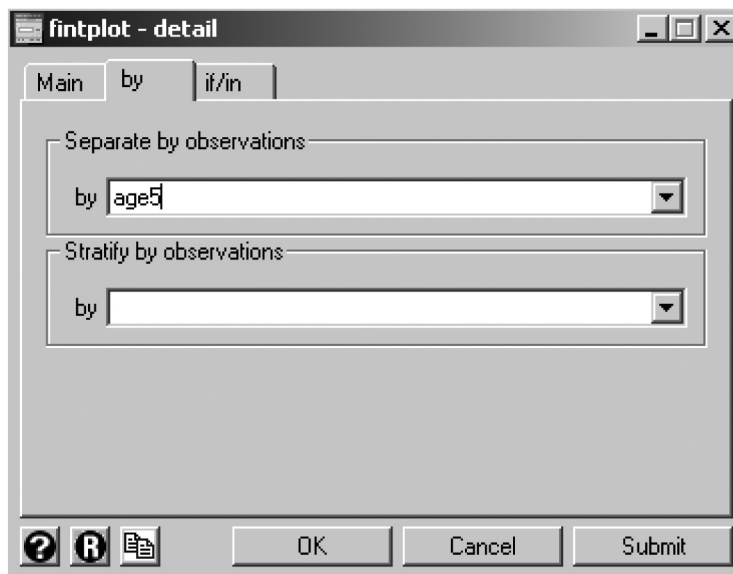 fintplot - detail
Main by if/in
Separate by observations
by age5
Stratify by observations
by
? R OK Cancel Submit